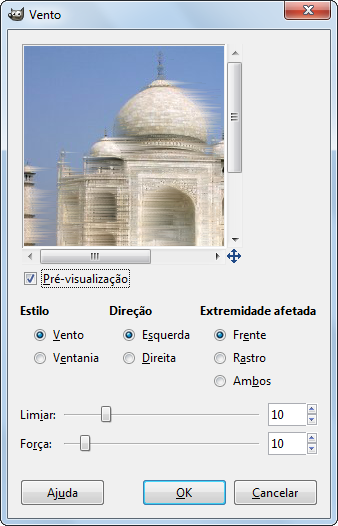 Vento
Pré-visualização
Estilo Direção Extremidade afetada
Vento Esquerda Frente
Ventania Direita Rastro
Ambos
Limiar: 10
Força: 10
Ajuda OK Cancelar